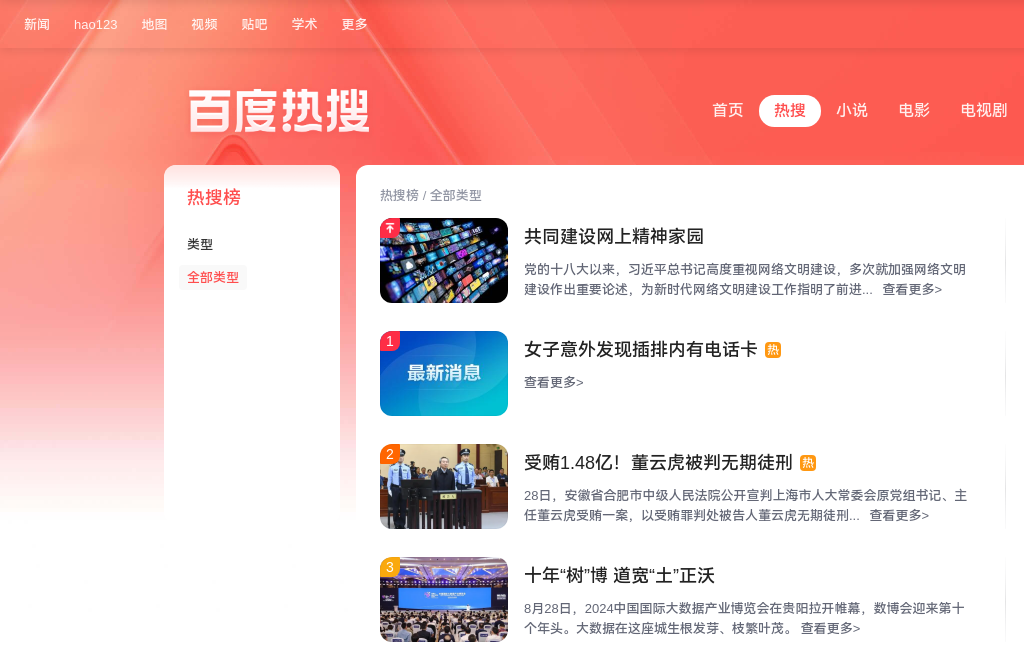 新闻 hao123 地图 视频 贴吧 学术 更多
百度热搜
首页 热搜 小说 电影 电视剧
热搜榜
类型
全部类型
热搜榜 / 全部类型
共同建设网上精神家园
党的十八大以来，习近平总书记高度重视网络文明建设，多次就加强网络文明
建设作出重要论述，为新时代网络文明建设工作指明了前进... 查看更多>
1
最新消息
女子意外发现插排内有电话卡 热
查看更多>
2
受贿1.48亿！董云虎被判无期徒刑 热
28日，安徽省合肥市中级人民法院公开宣判上海市人大常委会原党组书记、主
任董云虎受贿一案，以受贿罪判处被告人董云虎无期徒刑... 查看更多>
3
十年“树”博 道宽“土”正沃
8月28日，2024中国国际大数据产业博览会在贵阳拉开帷幕，数博会迎来第十
个年头。大数据在这座城生根发芽、枝繁叶茂。 查看更多>